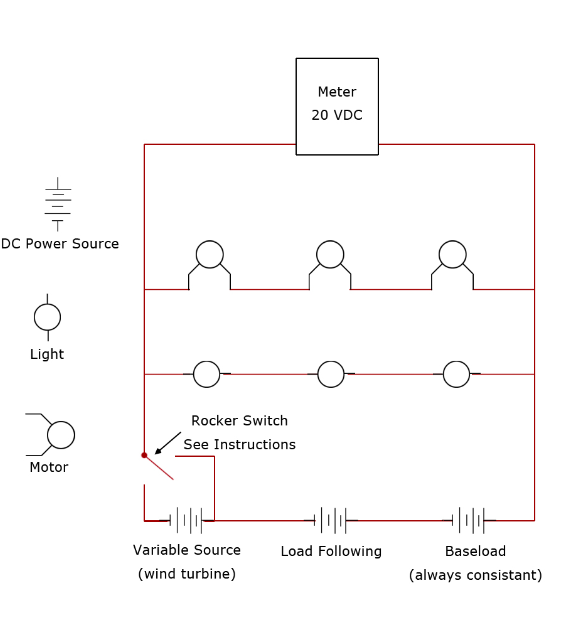 Meter
20 VDC
DC Power Source
Light
Rocker Switch
See Instructions
Motor
Variable Source
(wind turbine)
Load Following
Baseload
(always consistant)